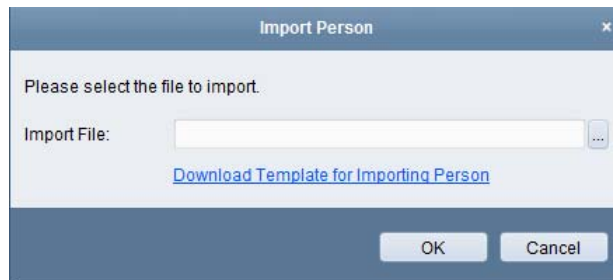 Import Person ×
Please select the file to import.
Import File: ...
Download Template for Importing Person
OK Cancel